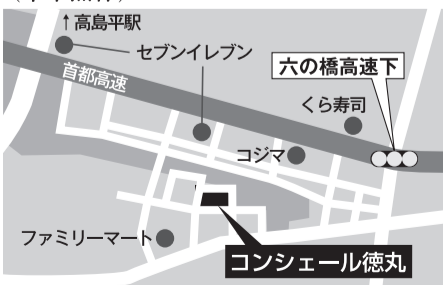 ↑高島平駅
セブンイレブン
首都高速
六の橋高速下
くら寿司
コジマ
ファミリーマート
コンシェール徳丸